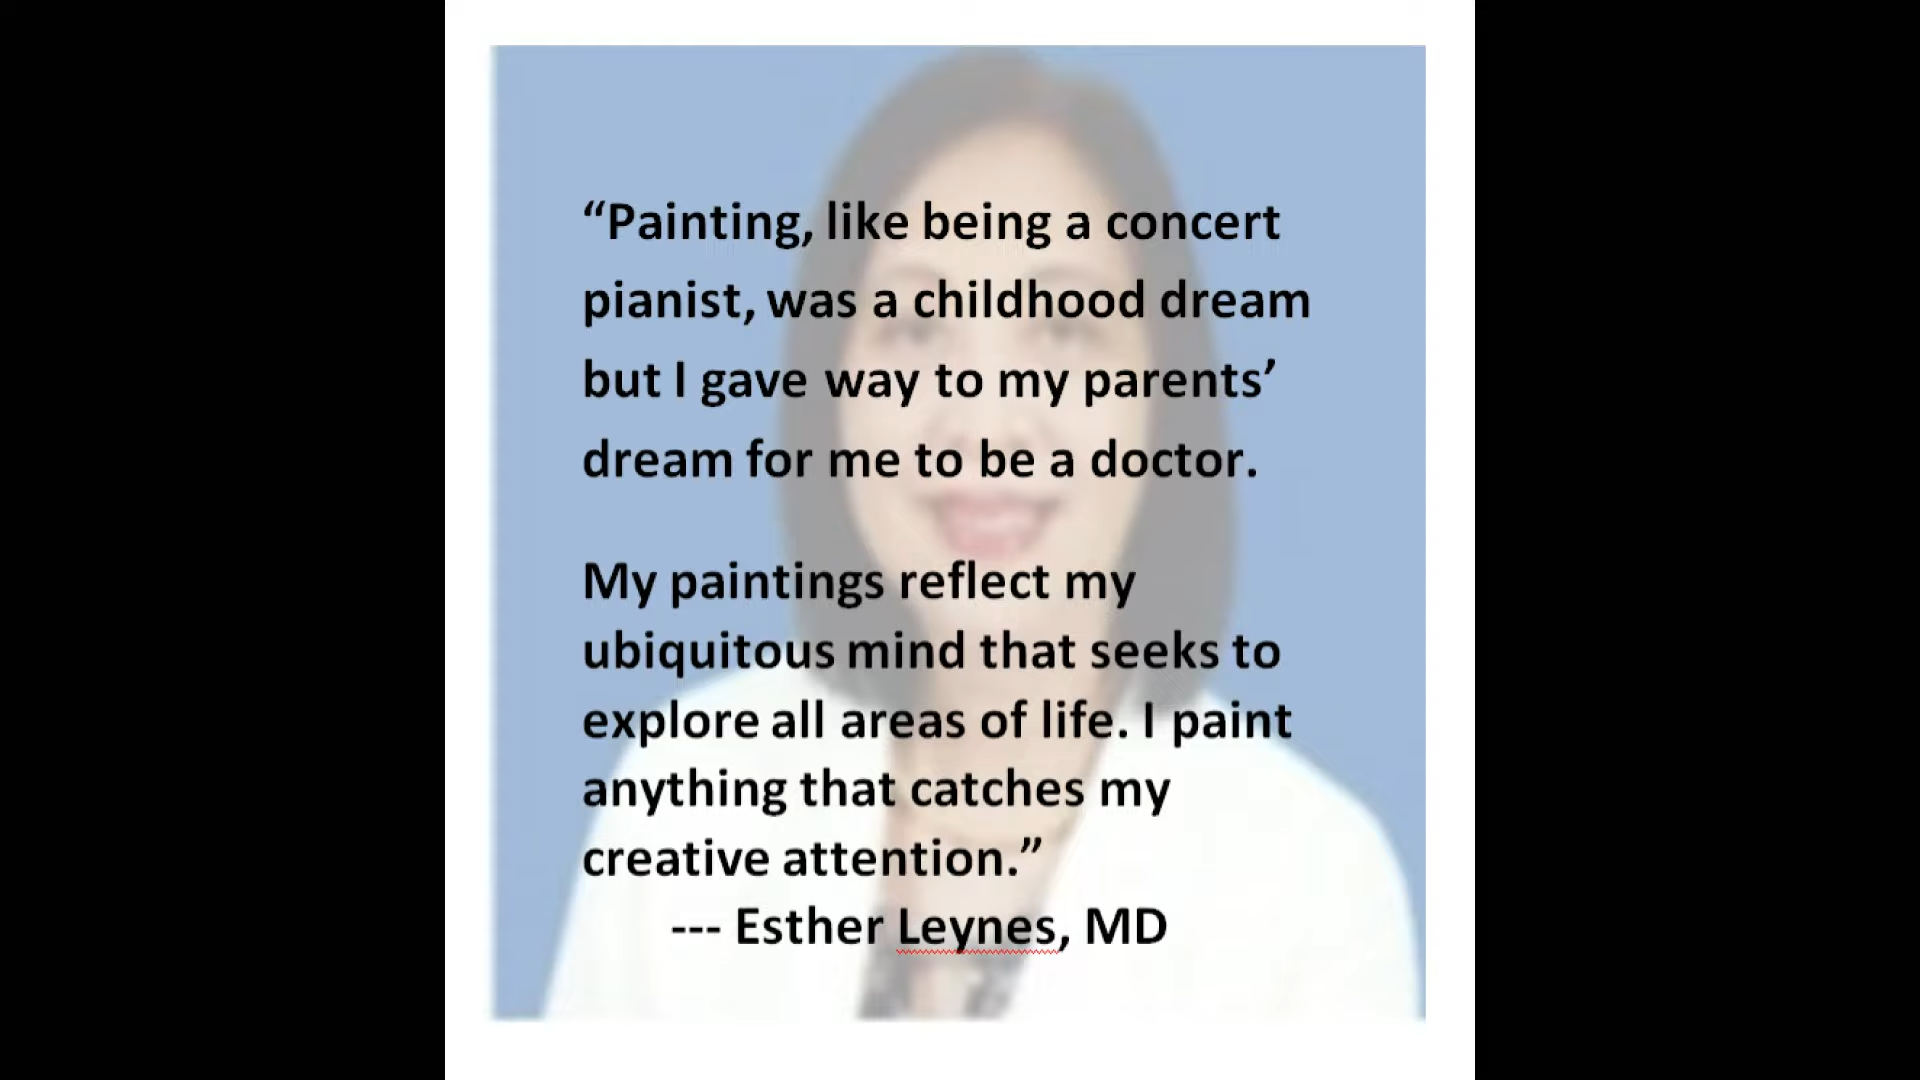 “Painting, like being a concert
pianist, was a childhood dream
but I gave way to my parents’
dream for me to be a doctor.
My paintings reflect my
ubiquitous mind that seeks to
explore all areas of life. I paint
anything that catches my
creative attention.”
--- Esther Leynes, MD